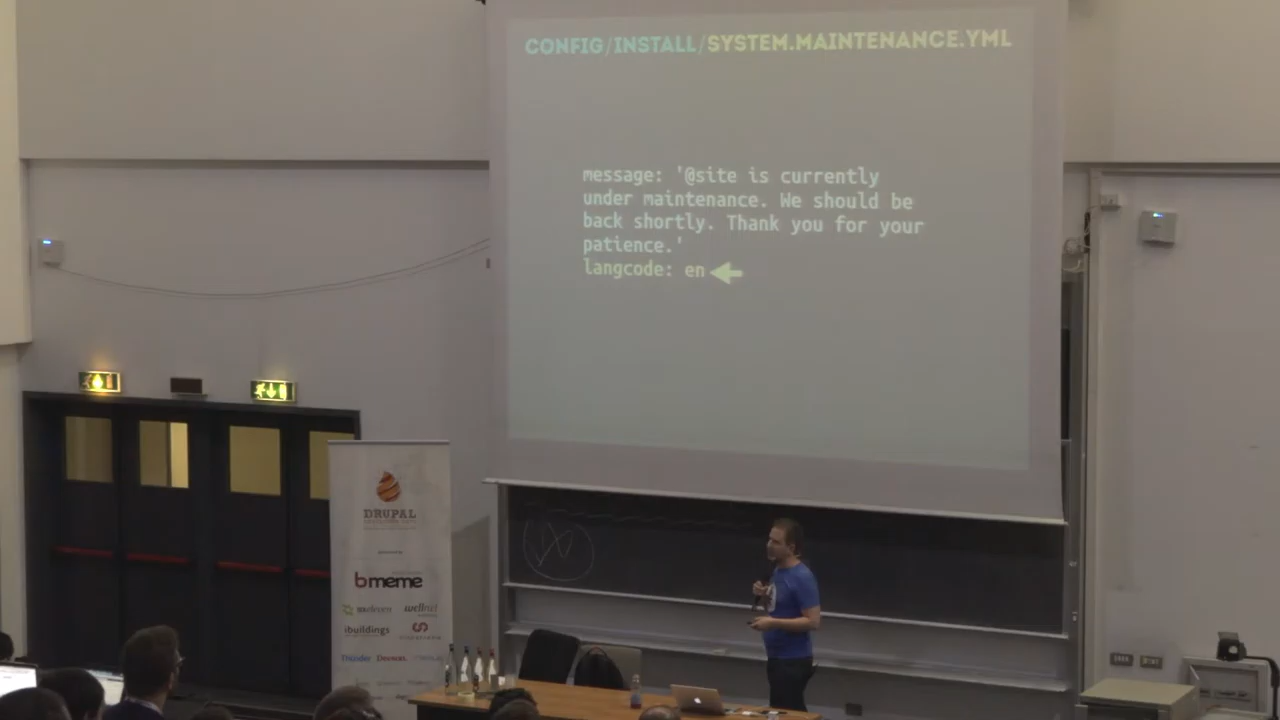 CONFIG/INSTALL/SYSTEM.MAINTENANCE.YML
message: '@site is currently
under maintenance. We should be
back shortly. Thank you for your
patience.'
langcode: en
DRUPAL
bmeme
wellnet
ibuildings
Thunder